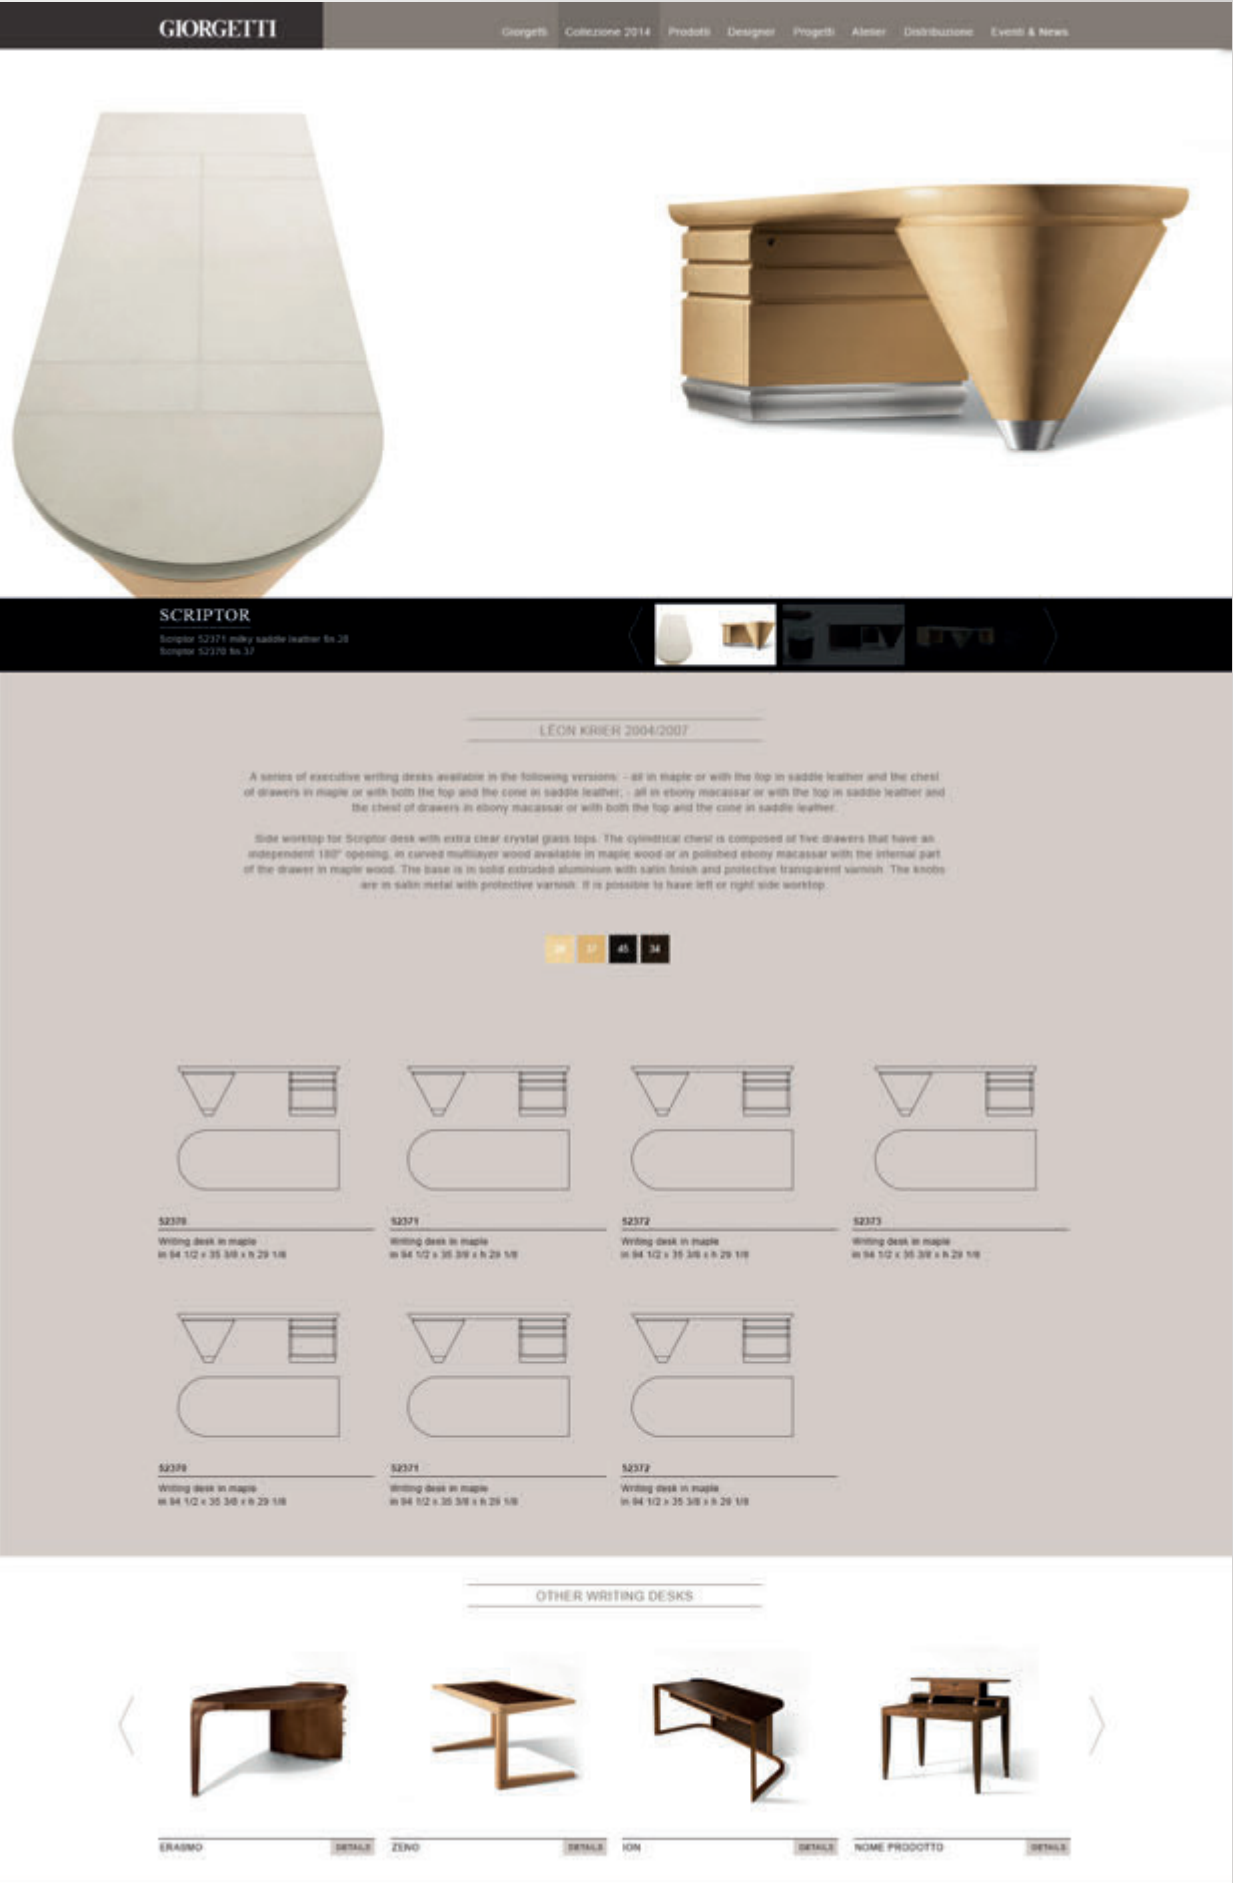 GIORGETTI
Giorgetti Collezione 2014 Prodotti Designer Progetti Atelier Distribuzione Eventi & News
SCRIPTOR
Scriptor 52371 milky saddle leather fin.28
Scriptor 52370 fin.37
LÉON KRIER 2004/2007
A series of executive writing desks available in the following versions: - all in maple or with the top in saddle leather and the chest
of drawers in maple or with both the top and the cone in saddle leather; - all in ebony macassar or with the top in saddle leather and
the chest of drawers in ebony macassar or with both the top and the cone in saddle leather.
Side worktop for Scriptor desk with extra clear crystal glass tops. The cylindrical chest is composed of five drawers that have an
independent 180° opening, in curved multilayer wood available in maple wood or in polished ebony macassar with the internal part
of the drawer in maple wood. The base is in solid extruded aluminium with satin finish and protective transparent varnish. The knobs
are in satin metal with protective varnish. It is possible to have left or right side worktop.
37 45 34
52370 52371 52372 52373
Writing desk in maple Writing desk in maple Writing desk in maple Writing desk in maple
in 94 1/2 x 35 3/8 x h 29 1/8 in 94 1/2 x 35 3/8 x h 29 1/8 in 94 1/2 x 35 3/8 x h 29 1/8 in 94 1/2 x 35 3/8 x h 29 1/8
52370 52371 52372
Writing desk in maple Writing desk in maple Writing desk in maple
in 94 1/2 x 35 3/8 x h 29 1/8 in 94 1/2 x 35 3/8 x h 29 1/8 in 94 1/2 x 35 3/8 x h 29 1/8
OTHER WRITING DESKS
ERASMO DETAILS ZENO DETAILS ION DETAILS NOME PRODOTTO DETAILS